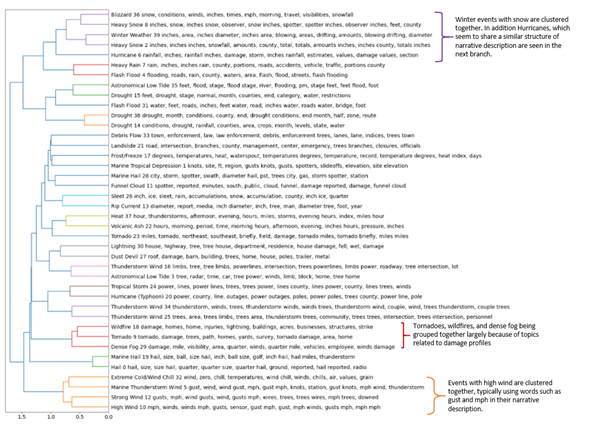 Blizzard 36 snow, conditions, winds, inches, times, mph, morning, travel, visibilities, snowfall
Heavy Snow 8 inches, snow, inches snow, observer, inches, spotter, spotter inches, observer inches, feet, county
Winter Weather 39 inches, area, inches diameter, inches area, blowing, areas, drifting, amounts, blowing drifting, diameter
Heavy Snow 2 inches, inches inches, snowfall, amounts, county, total, totals, amounts inches, inches county, totals inches
Hurricane 6 rainfall, inches, inches rainfall, inches damage, storm, inches rainfall, estimates, values, damage values, section
Heavy Rain 7 rain, inches, inches rain, county, portions, roads, accidents, vehicle, traffic, portions county
Flash Flood 4 flooding, roads, rain, county, waters, area, flash, flood, streets, flash flooding
Astronomical Low Tide 35 feet, flood, stage, flood stage, river, flooding, pm, stage feet, feet flood, foot
Drought 15 feet, drought, stage, normal, month, counties, end, category, water, restrictions
Flash Flood 31 water, feet, roads, inches, feet water, road, inches water, roads water, bridge, foot
Drought 38 drought, month, conditions, county, end, drought conditions, end month, half, zone, route
Drought 14 conditions, drought, rainfall, counties, area, crops, month, levels, state, water
Debris Flow 33 town, enforcement, law, law enforcement, debris, enforcement trees, lanes, lane, indices, trees town
Landslide 21 road, intersection, branches, county, management, center, emergency, trees branches, closures, officials
Frost/Freeze 17 degrees, temperatures, heat, waterspout, temperatures degrees, temperature, record, temperature degrees, heat index, days
Marine Tropical Depression 1 knots, site, ft, region, gusts knots, gusts, spotters, slideoffs, elevation, site elevation
Marine Hail 28 city, storm, spotter, swath, diameter hail, pst, trees city, gas, storm spotter, station
Funnel Cloud 11 spotter, reported, minutes, south, public, cloud, funnel, damage reported, damage, funnel cloud
Sleet 26 inch, ice, sleet, rain, accumulations, snow, accumulation, county, inch ice, quarter
Rip Current 13 diameter, report, media, inch diameter, inch, tree, man, diameter tree, foot, year
Heat 37 hour, thunderstorms, afternoon, evening, hours, miles, storms, evening hours, index, miles hour
Volcanic Ash 22 hours, morning, period, time, morning hours, afternoon, evening, inches hours, pressure, inches
Tornado 23 miles, tornado, northeast, southeast, briefly, field, damage, tornado miles, tornado briefly, miles miles
Lightning 30 house, highway, tree, tree house, department, residence, house damage, fell, wet, damage
Dust Devil 27 roof, damage, barn, building, trees, home, house, poles, trailer, metal
Thunderstorm Wind 16 limbs, tree, tree limbs, powerlines, intersection, trees powerlines, limbs power, roadway, tree intersection, lot
Astronomical Low Tide 3 tree, radar, time, car, tree power, winds, limb, block, home, tree home
Tropical Storm 24 power, lines, power lines, trees, trees power, lines trees, winds, lines power, county, lines winds
Hurricane (Typhoon) 20 power, county, line, outages, power outages, poles, power poles, trees, county power, line pole
Thunderstorm Wind 34 thunderstorm, winds, trees, thunderstorm winds, winds trees, thunderstorm wind, couple, wind, trees thunderstorm, couple trees
Thunderstorm Wind 25 trees, area, trees limbs, trees area, thunderstorm trees, community, trees trees, intersection, trees intersection, personnel
Wildfire 18 damage, homes, home, injuries, lightning, buildings, acres, businesses, structures, strike
Tornado 9 tornado, damage, trees, path, homes, yards, survey, tornado damage, area, home
Dense Fog 29 damage, mile, visibility, area, quarter, winds, quarter mile, vehicles, employee, winds damage
Marine Hail 19 hail, size, ball, size hail, inch, ball size, golf, inch hail, hail miles, thunderstorm
Hail 0 hail, size, size hail, quarter, quarter size, quarter hail, ground, reported, hail reported, radio
Extreme Cold/Wind Chill 32 wind, zero, chill, temperatures, wind chill, winds, chills, air, values, grain
Marine Thunderstorm Wind 5 gust, wind, wind gust, mph, gust mph, knots, station, gust knots, mph wind, thunderstorm
Strong Wind 12 gusts, mph, wind gusts, wind, gusts mph, wires, trees, trees wires, mph trees, downed
High Wind 10 mph, winds, winds mph, gusts, sensor, gusts mph, gust, mph winds, gusts mph, mph mph
1.5 1.0 0.5 0.0
Winter events with snow are clustered
together. In addition Hurricanes, which
seem to share a similar structure of
narrative description are seen in the
next branch.
Tornadoes, wildfires, and dense fog being
grouped together largely because of topics
related to damage profiles
Events with high wind are clustered
together, typically using words such as
gust and mph in their narrative
description.